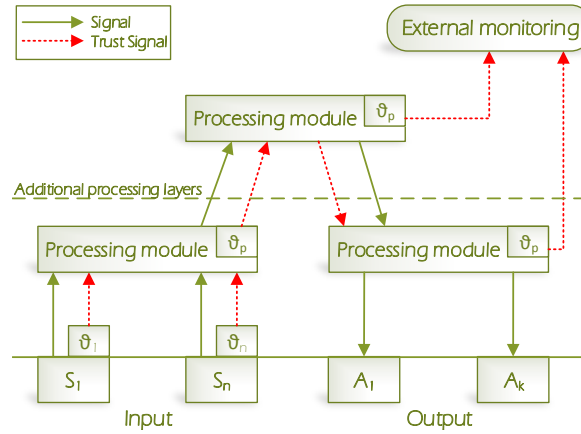 Signal
Trust Signal
External monitoring
Processing module ϑp
Additional processing layers
Processing module ϑp
Processing module ϑp
ϑ1
ϑn
S1
Sn
A1
Ak
Input
Output